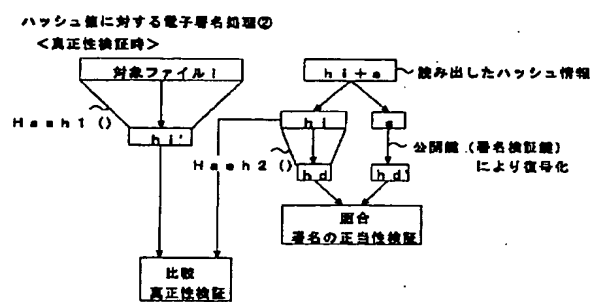 ハッシュ値に対する電子署名処理②
＜真正性検証時＞
対象ファイルi
hi+s
読み出したハッシュ情報
Hash1 ()
hi'
hi
s
Hash2 ()
公開鍵 (署名検証鍵)
により復号化
hd
hd'
照合
署名の正当性検証
比較
真正性検証